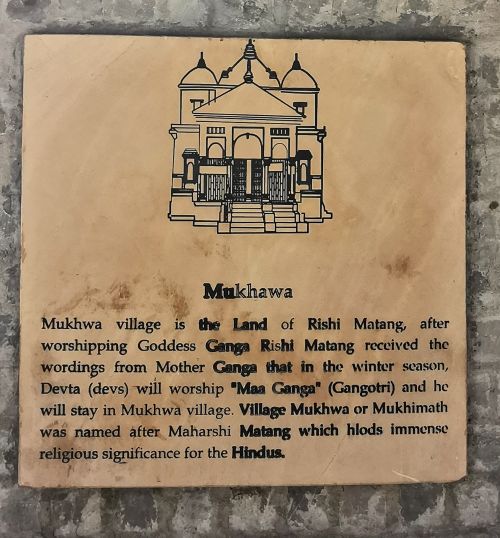 Mukhawa
Mukhwa village is the Land of Rishi Matang, after
worshipping Goddess Ganga Rishi Matang received the
wordings from Mother Ganga that in the winter season,
Devta (devs) will worship "Maa Ganga" (Gangotri) and he
will stay in Mukhwa village. Village Mukhwa or Mukhimath
was named after Maharshi Matang which hlods immense
religious significance for the Hindus.